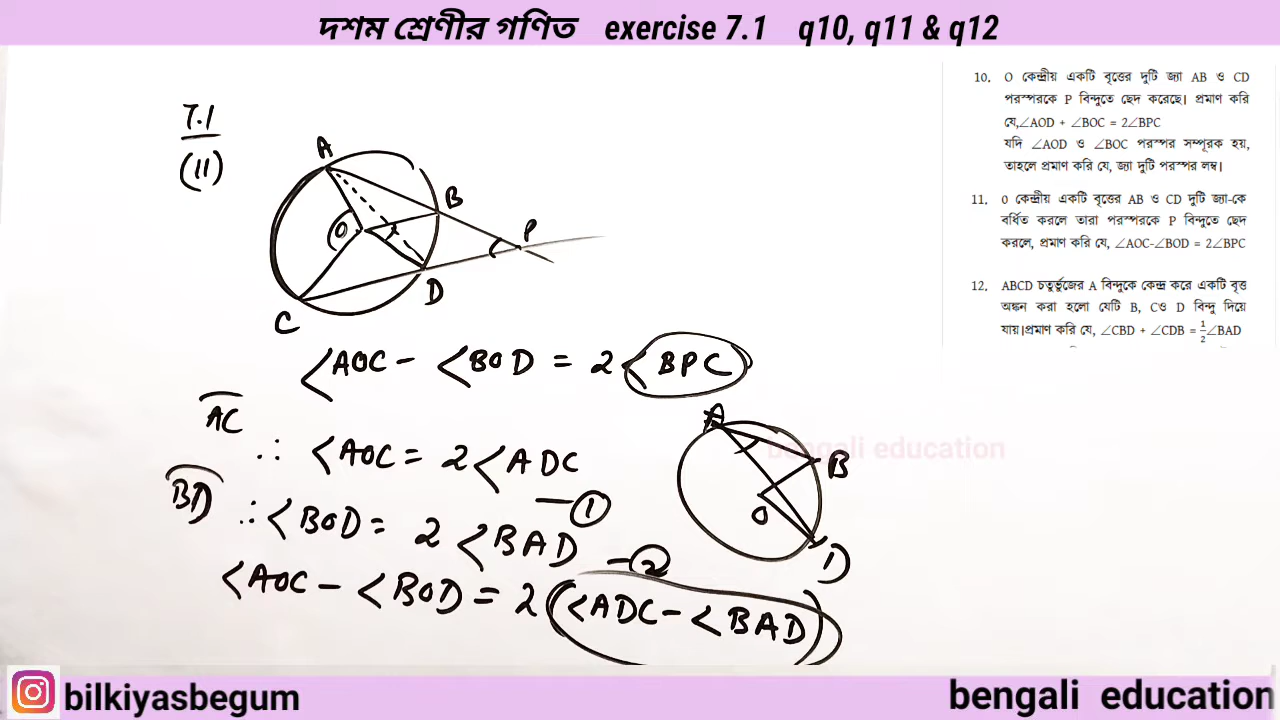 দশম শ্রেণীর গণিত exercise 7.1 q10, q11 & q12
10. O কেন্দ্রীয় একটি বৃত্তের দুটি জ্যা AB ও CD
পরস্পরকে P বিন্দুতে ছেদ করেছে। প্রমাণ করি
যে,∠AOD + ∠BOC = 2∠BPC
যদি ∠AOD ও ∠BOC পরস্পর সম্পূরক হয়,
তাহলে প্রমাণ করি যে, জ্যা দুটি পরস্পর লম্ব।
11. 0 কেন্দ্রীয় একটি বৃত্তের AB ও CD দুটি জ্যা-কে
বর্ধিত করলে তারা পরস্পরকে P বিন্দুতে ছেদ
করলে, প্রমাণ করি যে, ∠AOC-∠BOD = 2∠BPC
12. ABCD চতুর্ভূজের A বিন্দুকে কেন্দ্র করে একটি বৃত্ত
অঙ্কন করা হলো যেটি B, Cও D বিন্দু দিয়ে
যায়।প্রমাণ করি যে, ∠CBD + ∠CDB = 1/2∠BAD
7.1
(11)
A
B
O
P
D
C
∠AOC - ∠BOD = 2 ∠BPC
AC
∴ ∠AOC = 2∠ADC
—①
BD ∴ ∠BOD = 2 ∠BAD
—②
∠AOC - ∠BOD = 2 (∠ADC - ∠BAD)
A
B
O
D
bengali education
bilkiyasbegum
bengali education